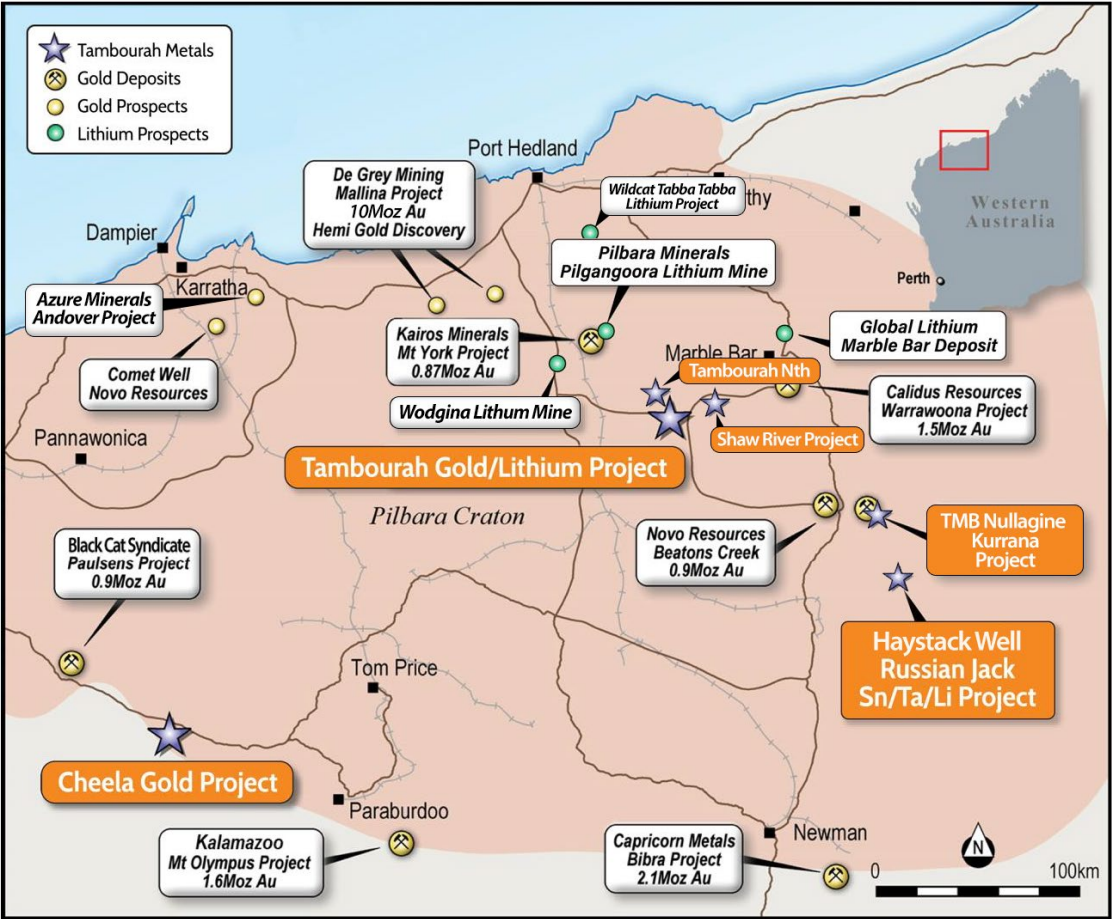 Tambourah Metals
Gold Deposits
Gold Prospects
Lithium Prospects
Port Hedland
De Grey Mining
Mallina Project
10Moz Au
Hemi Gold Discovery
Wildcat Tabba Tabba
Lithium Project
thy
Western
Australia
Perth
Dampier
Karratha
Pilbara Minerals
Pilgangoora Lithium Mine
Azure Minerals
Andover Project
Kairos Minerals
Mt York Project
0.87Moz Au
Global Lithium
Marble Bar Deposit
Marble Bar
Tambourah Nth
Comet Well
Novo Resources
Wodgina Lithum Mine
Calidus Resources
Warrawoona Project
1.5Moz Au
Shaw River Project
Pannawonica
Tambourah Gold/Lithium Project
Pilbara Craton
Novo Resources
Beatons Creek
0.9Moz Au
TMB Nullagine
Kurrana
Project
Black Cat Syndicate
Paulsens Project
0.9Moz Au
Haystack Well
Russian Jack
Sn/Ta/Li Project
Tom Price
Cheela Gold Project
Paraburdoo
Kalamazoo
Mt Olympus Project
1.6Moz Au
Capricorn Metals
Bibra Project
2.1Moz Au
Newman
N
0 100km